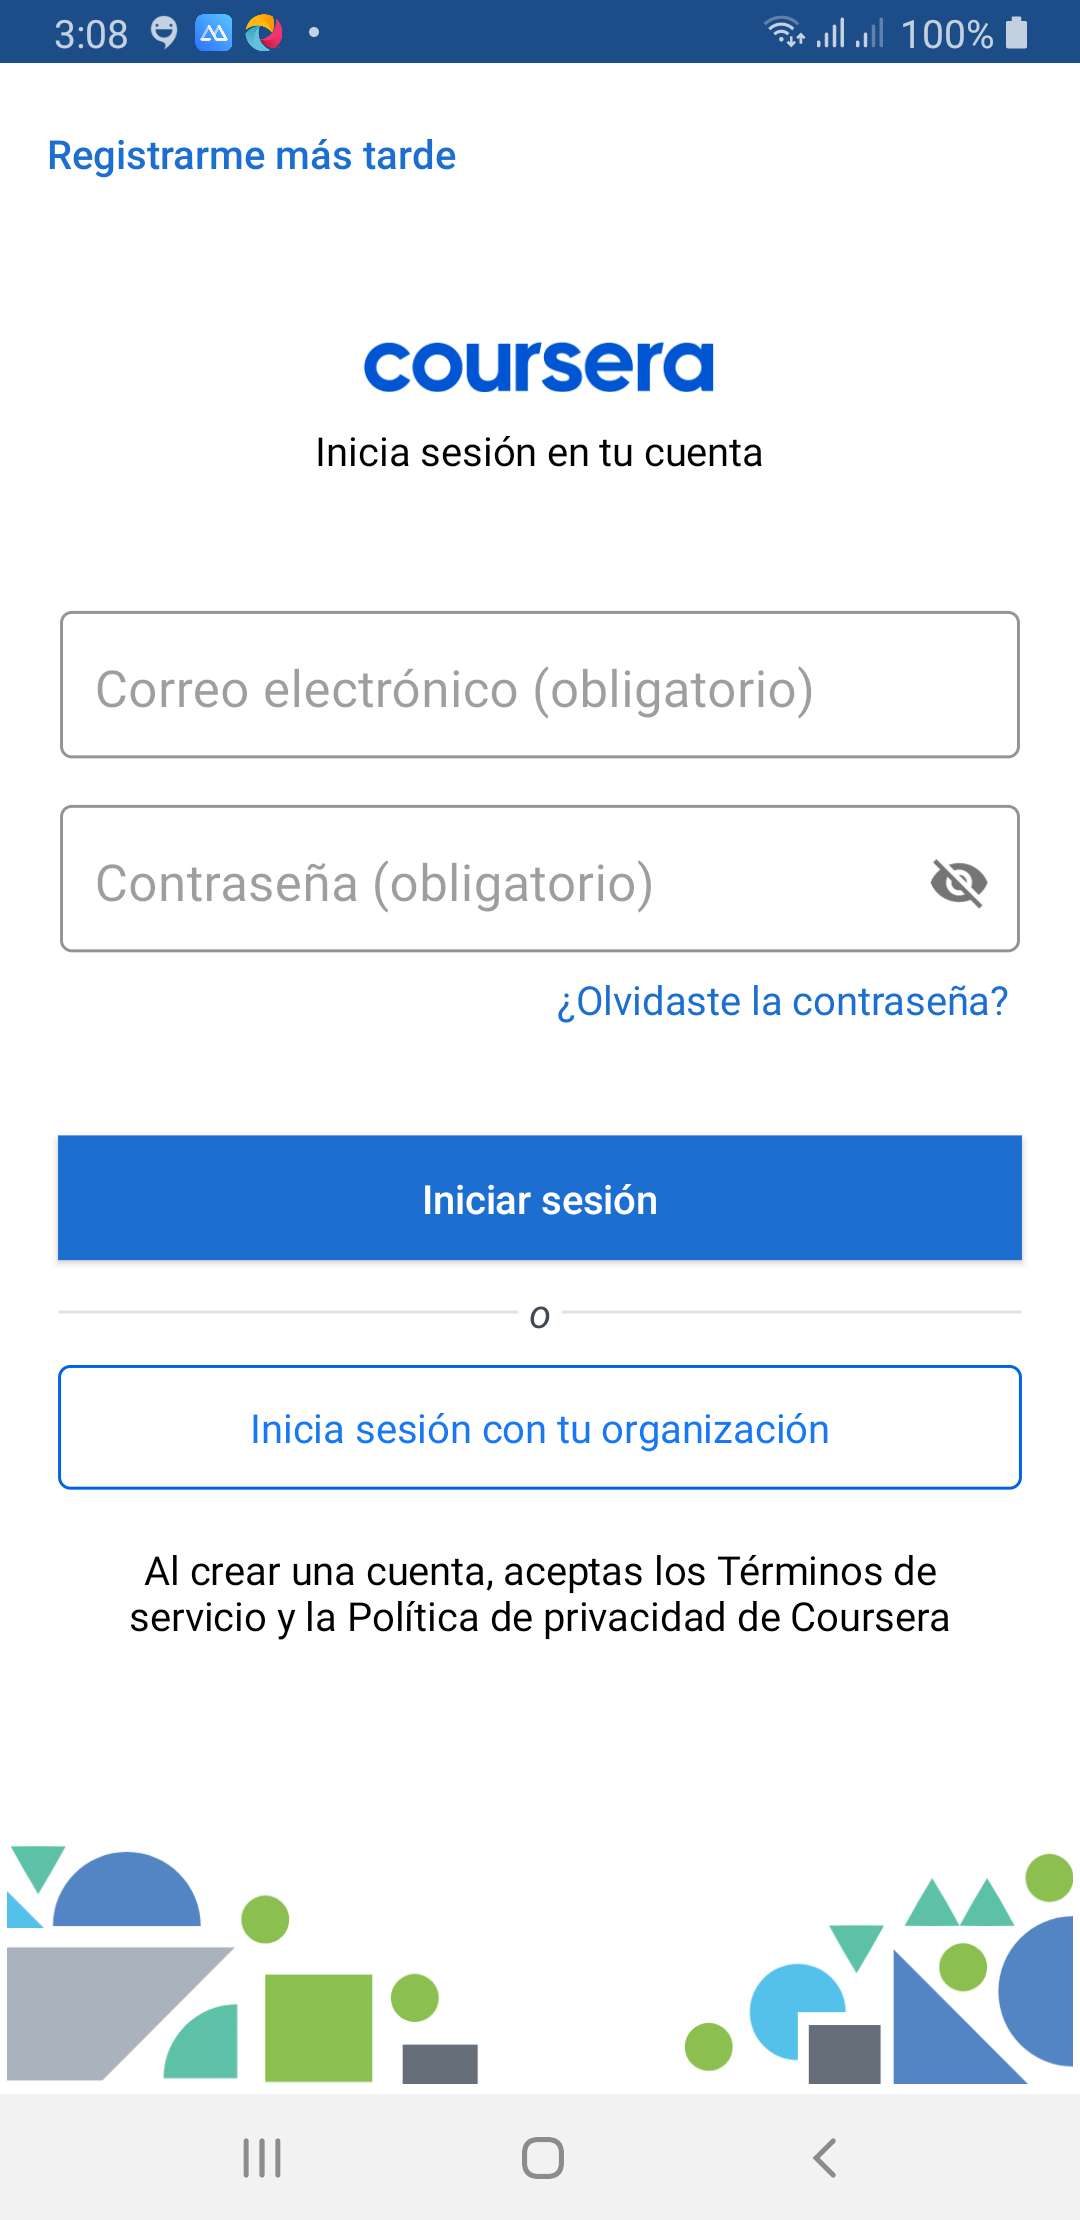 3:08
100%
Registrarme más tarde
coursera
Inicia sesión en tu cuenta
Correo electrónico (obligatorio)
Contraseña (obligatorio)
¿Olvidaste la contraseña?
Iniciar sesión
o
Inicia sesión con tu organización
Al crear una cuenta, aceptas los Términos de
servicio y la Política de privacidad de Coursera